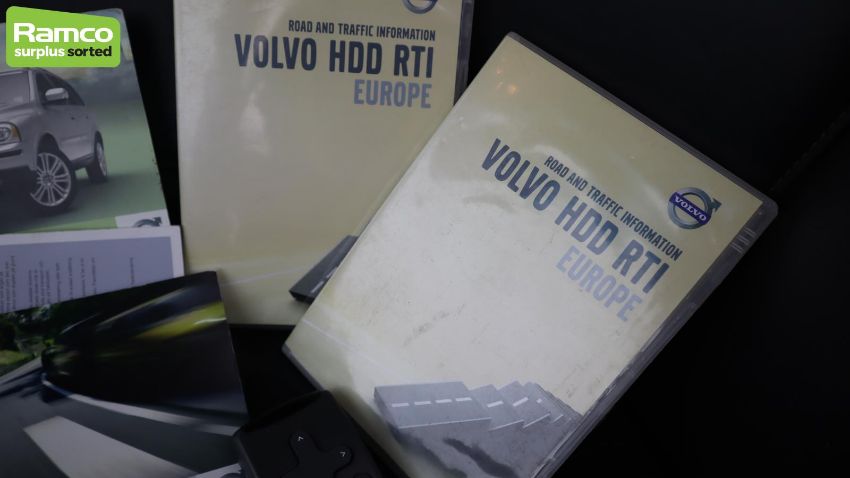 Ramco
surplus sorted
ROAD AND TRAFFIC INFORMATION
VOLVO HDD RTI
EUROPE
ROAD AND TRAFFIC INFORMATION
VOLVO
VOLVO HDD RTI
EUROPE